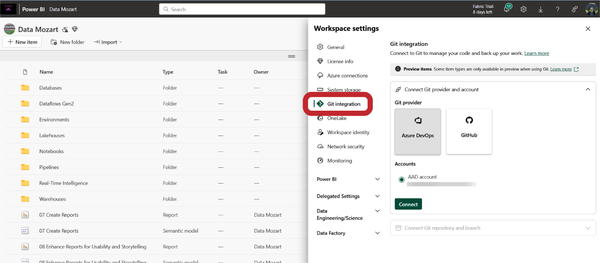 Power BI Data Mozart
Search
Fabric Trial:
8 days left
Data Mozart
New item New folder Import
Name Type Task Owner
Databases Folder — —
Dataflows Gen2 Folder — —
Environments Folder — —
Lakehouses Folder — —
Notebooks Folder — —
Pipelines Folder — —
Real-Time Intelligence Folder — —
Warehouses Folder — —
07 Create Reports Report — Data Mozart
07 Create Reports Semantic model — Data Mozart
08 Enhance Reports for Usability and Storytelling Report — Data Mozart
08 Enhance Reports for Usability and Storytelling Semantic model — Data Mozart
Workspace settings
General
License info
Azure connections
System storage
Git integration
OneLake
Workspace identity
Network security
Monitoring
Power BI
Delegated Settings
Data
Engineering/Science
Data Factory
Git integration
Connect to Git to manage your code and back up your work. Learn more
Preview items Some item types are only available in preview when using Git. Learn more
Connect Git provider and account
Git provider
Azure DevOps GitHub
Accounts
AAD account
Connect
Connect Git repository and branch